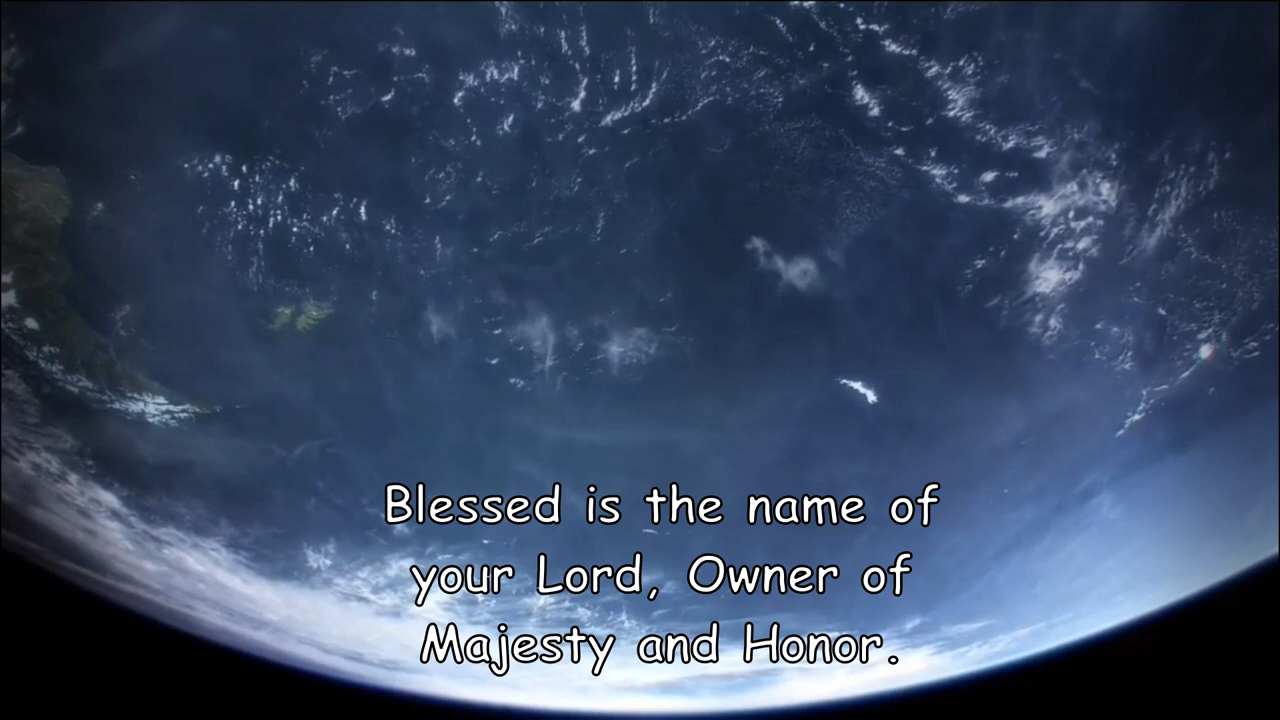 Blessed is the name of
your Lord, Owner of
Majesty and Honor.